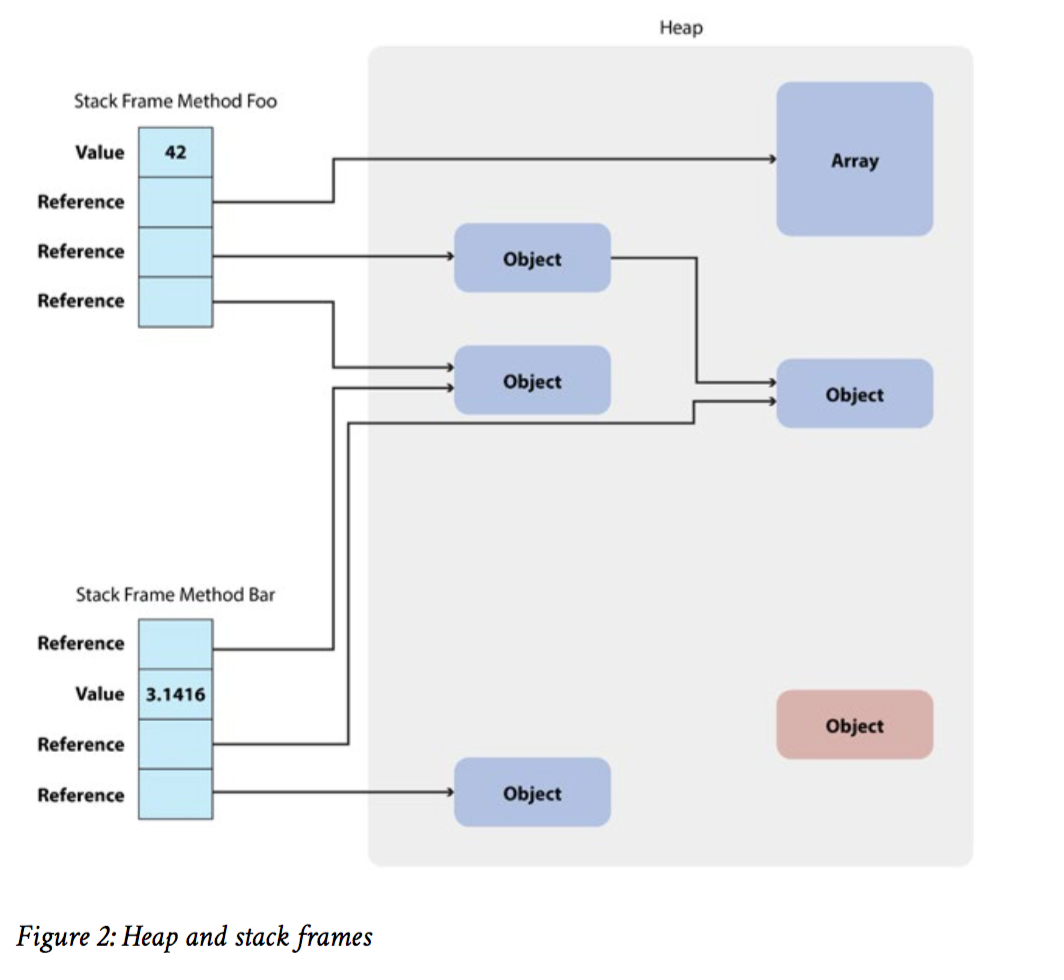 Heap
Stack Frame Method Foo
Value 42
Reference
Reference
Reference
Array
Object
Object
Object
Stack Frame Method Bar
Reference
Value 3.1416
Reference
Reference
Object
Object
Figure 2: Heap and stack frames